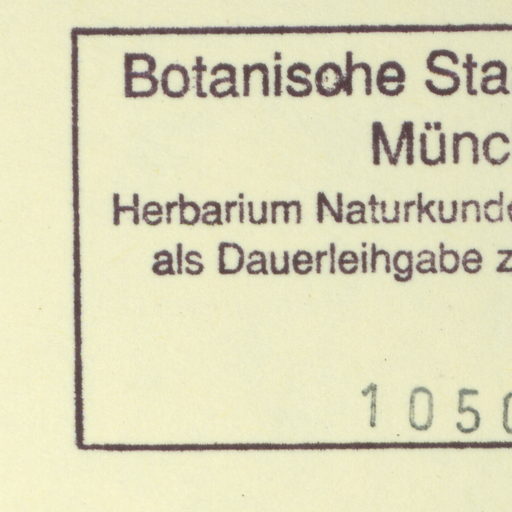 Botanische Sta
Münc
Herbarium Naturkunde
als Dauerleihgabe z
1050